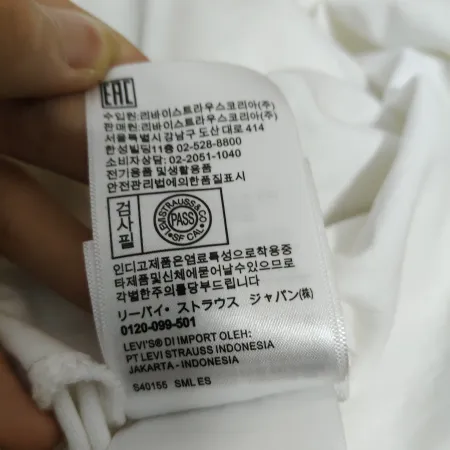 EAC
수입원:리바이스트라우스코리아(주)
판매원:리바이스트라우스코리아(주)
서울특별시 강남구 도산 대로 414
한성빌딩11층 02-528-8800
소비자상담: 02-2051-1040
전기용품 및생활용품
안전관리법에의한품질표시
검사필
LEVI STRAUSS & CO
PASS
SF CAL
인디고제품은염료특성으로착용중
타제품및신체에묻어날수있으므로
각별한주의를당부드립니다
リーバイ・ストラウス ジャパン(株)
0120-099-501
LEVI'S® DI IMPORT OLEH:
PT LEVI STRAUSS INDONESIA
JAKARTA - INDONESIA
S40155 SML ES